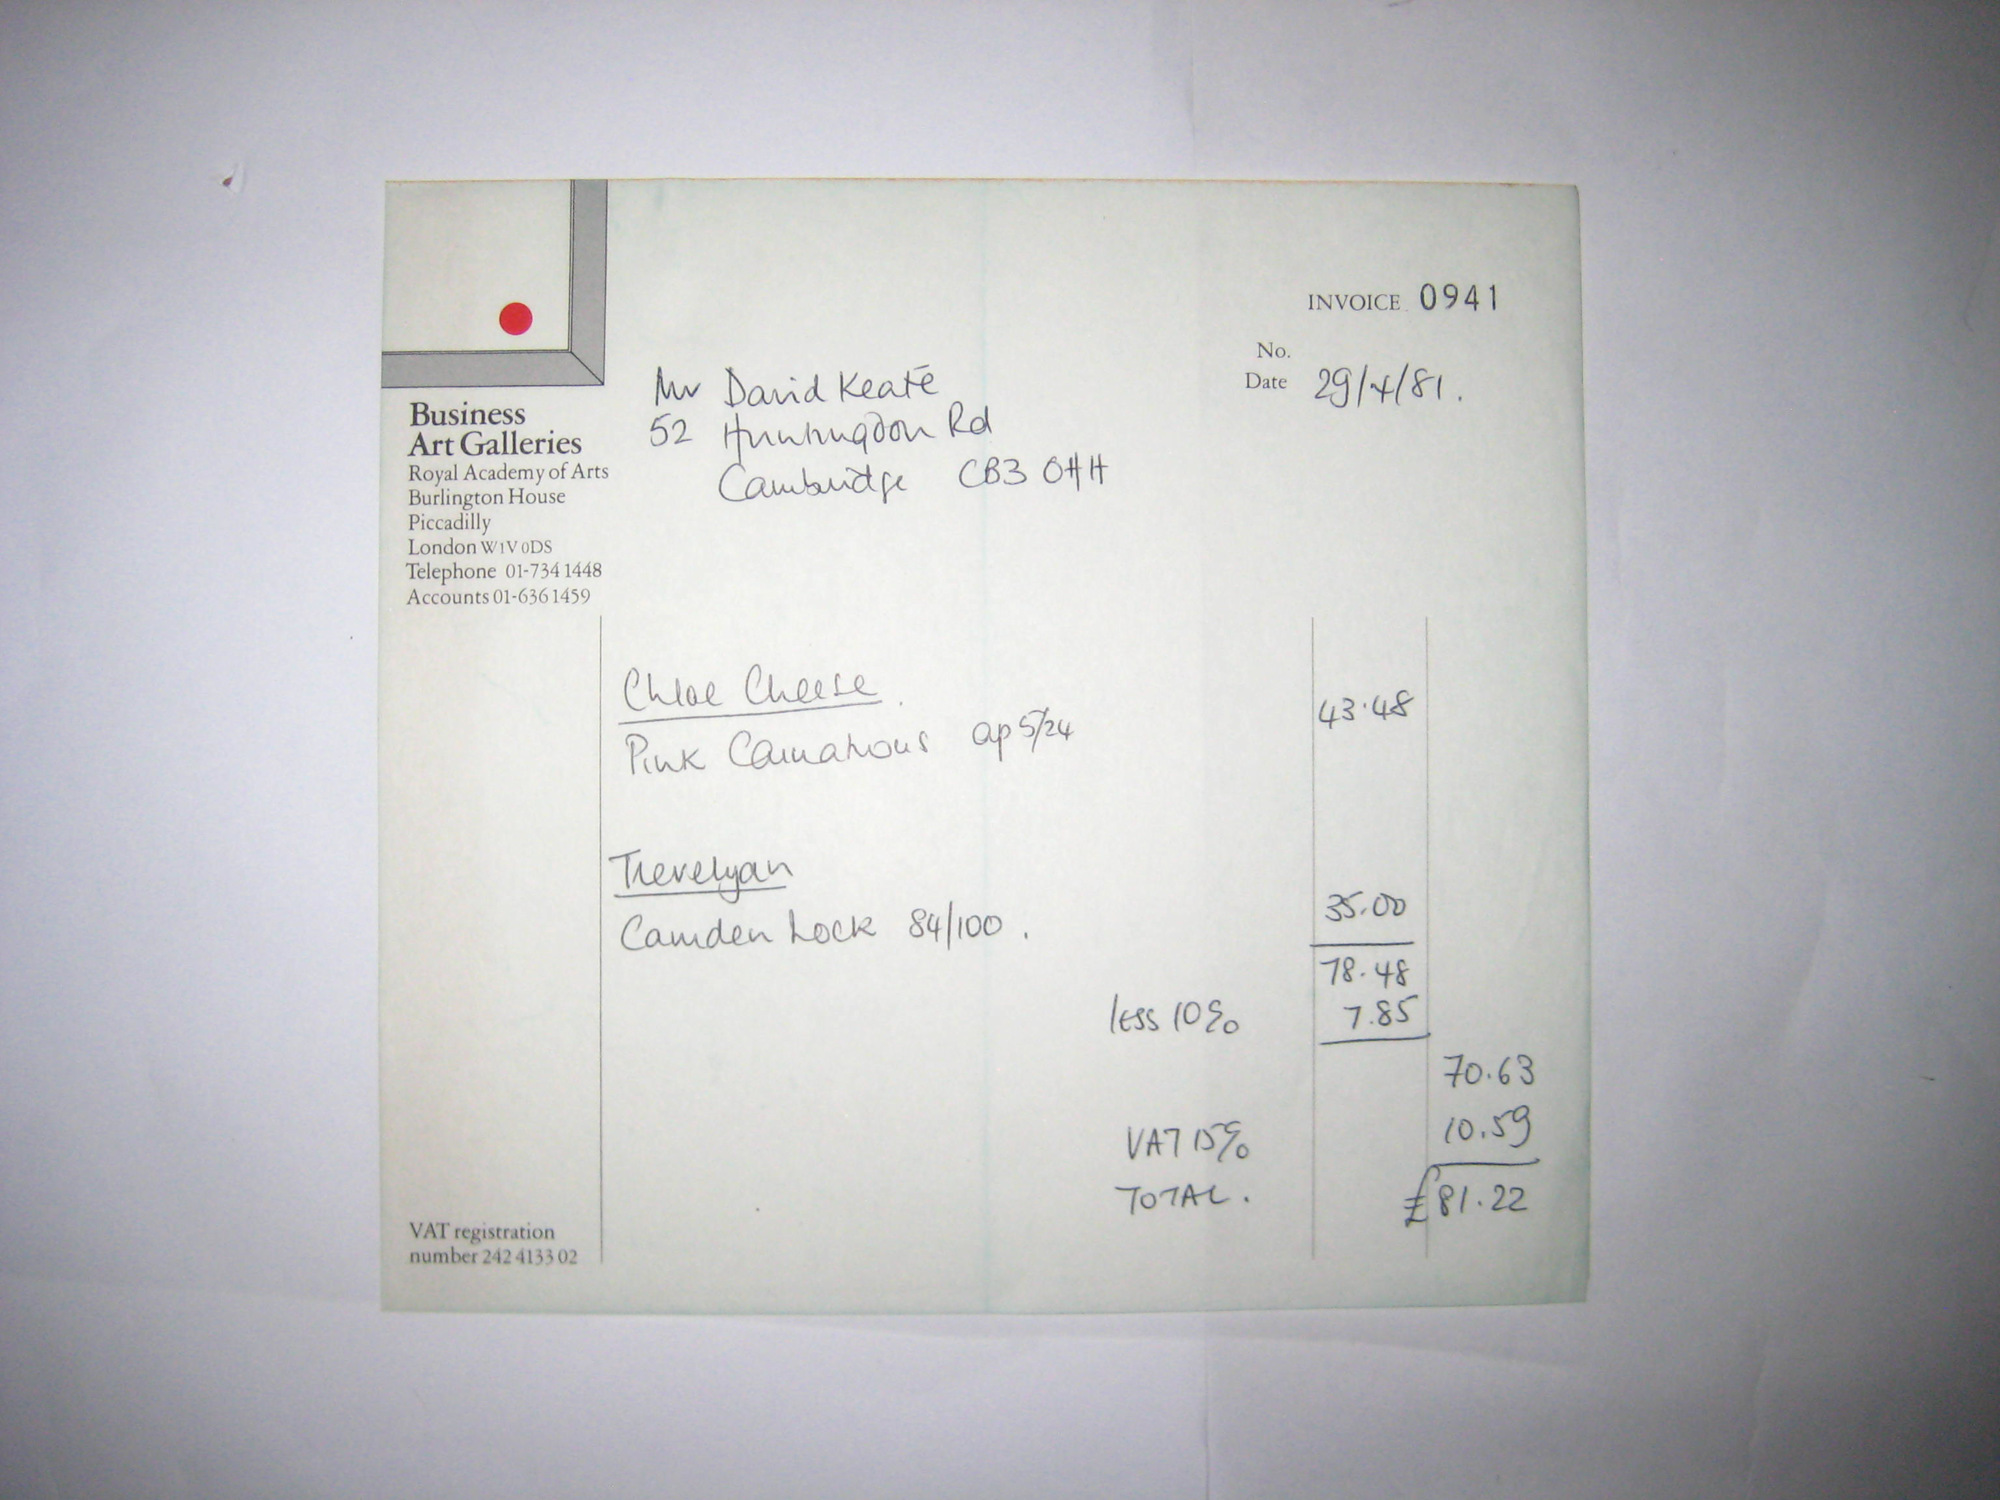 INVOICE 0941
No.
Date 29/4/81.
Mr David Keate
52 Huntingdon Rd
Cambridge CB3 0HH
Business
Art Galleries
Royal Academy of Arts
Burlington House
Piccadilly
London W1V 0DS
Telephone 01-734 1448
Accounts 01-636 1459
Chloe Cheese
Pink Carnations ap 5/24 43.48
Trevelyan
Camden Lock 84/100. 35.00
78.48
less 10% 7.85
70.63
VAT 15% 10.59
TOTAL. £81.22
VAT registration
number 242 4133 02